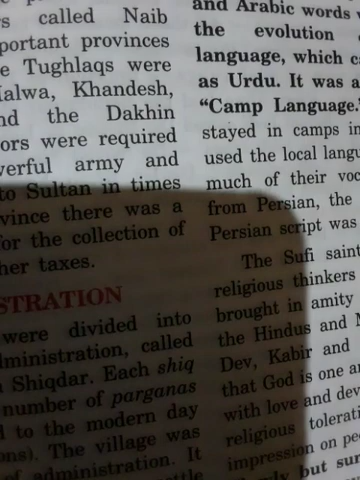 s called Naib
portant provinces
e Tughlaqs were
Malwa, Khandesh,
nd the Dakhin
ors were required
werful army and
to Sultan in times
vince there was a
for the collection of
her taxes.
STRATION
were divided into
dministration, called
Shiqdar. Each shiq
number of parganas
d to the modern day
ons). The village was
of administration. It
and Arabic words
the evolution
language, which c
as Urdu. It was a
“Camp Language.”
stayed in camps in
used the local langu
much of their voc
from Persian, the
Persian script was
The Sufi saint
religious thinkers
brought in amity
the Hindus and M
Dev, Kabir and
that God is one a
with love and dev
religious tolerati
impression on pe
but sur